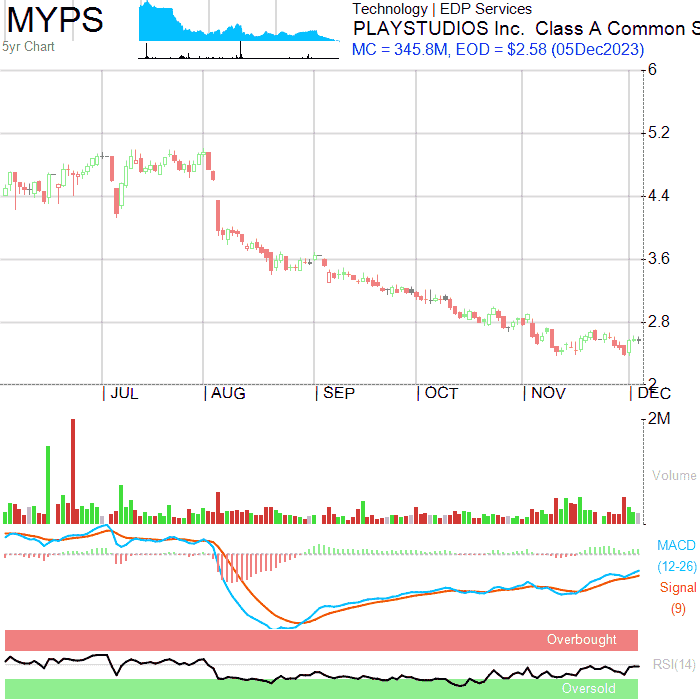 MYPS
5yr Chart
Technology | EDP Services
PLAYSTUDIOS Inc. Class A Common S
MC = 345.8M, EOD = $2.58 (05Dec2023)
6
5.2
4.4
3.6
2.8
2
JUL
AUG
SEP
OCT
NOV
DEC
2M
Volume
MACD
(12-26)
Signal
(9)
Overbought
RSI(14)
Oversold